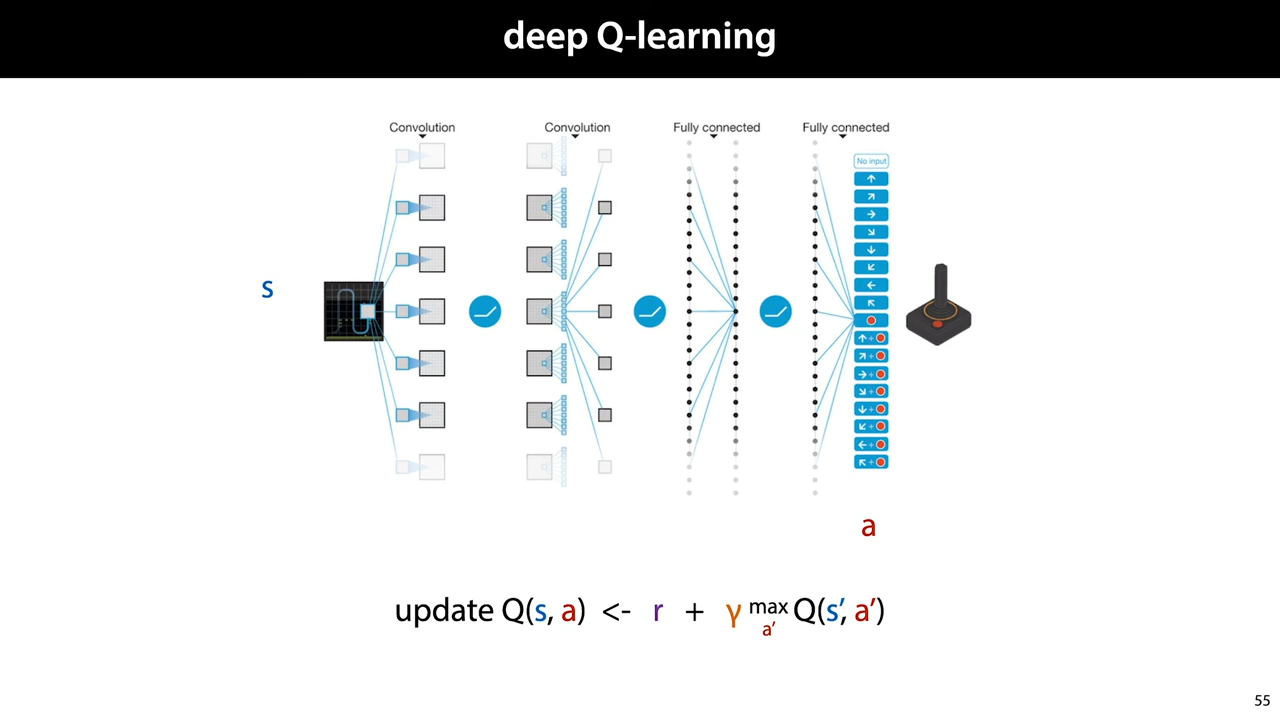 deep Q-learning
Convolution
Convolution
Fully connected
Fully connected
No input
s
a
update Q(s, a) <- r + γ max Q(s’, a’)
a’
55